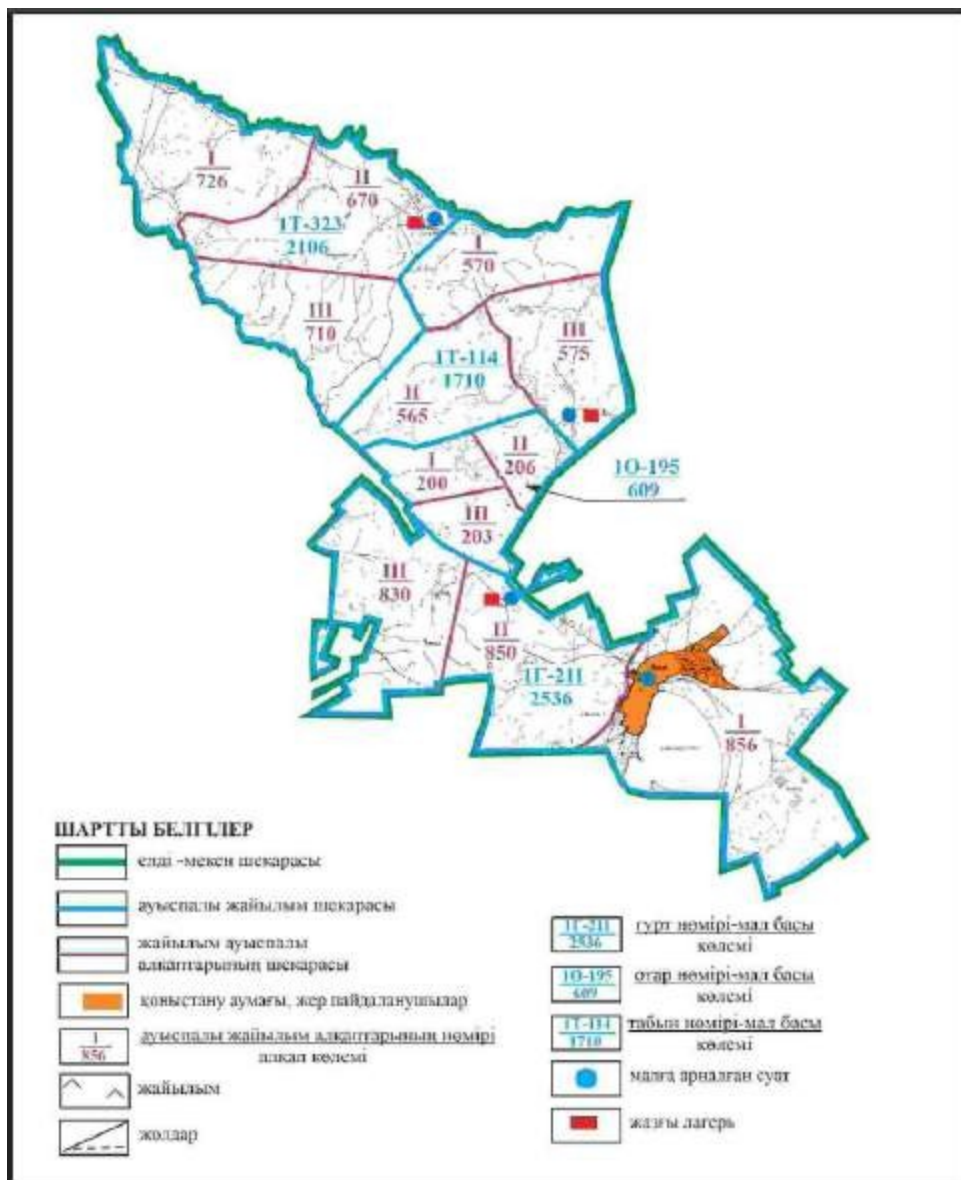 I
726
II
670
1Т-323
2106
I
570
III
710
III
575
1Т-114
1710
II
565
II
206
1О-195
609
I
200
III
203
III
830
II
850
1Г-211
2536
I
856
ШАРТТЫ БЕЛГІЛЕР
елді -мекен шекарасы
ауыспалы жайылым шекарасы
жайылым ауыспалы
алқаптарының шекарасы
қоныстану аумағы, жер пайдаланушылар
I
856
ауыспалы жайылым алқаптарының нөмірі
алқап көлемі
жайылым
жолдар
1Г-211
2536
гурт нөмірі-мал басы
көлемі
1О-195
609
отар нөмірі-мал басы
көлемі
1Т-114
1710
табын нөмірі-мал басы
көлемі
малға арналған суат
жазғы лагерь